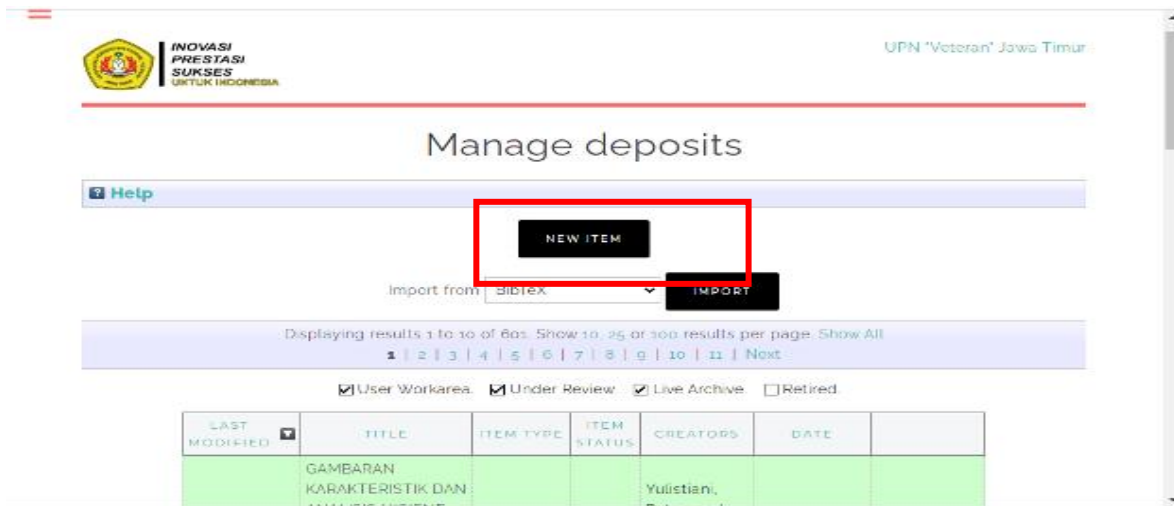 INOVASI
PRESTASI
SUKSES
UNTUK INDONESIA
UPN "Veteran" Jawa Timur
Manage deposits
Help
NEW ITEM
Import from BibTeX IMPORT
Displaying results 1 to 10 of 601. Show 10, 25 or 100 results per page. Show All
1 | 2 | 3 | 4 | 5 | 6 | 7 | 8 | 9 | 10 | 11 | Next
User Workarea. Under Review. Live Archive. Retired.
LAST MODIFIED TITLE ITEM TYPE ITEM STATUS CREATORS DATE
GAMBARAN
KARAKTERISTIK DAN Yulistiani,